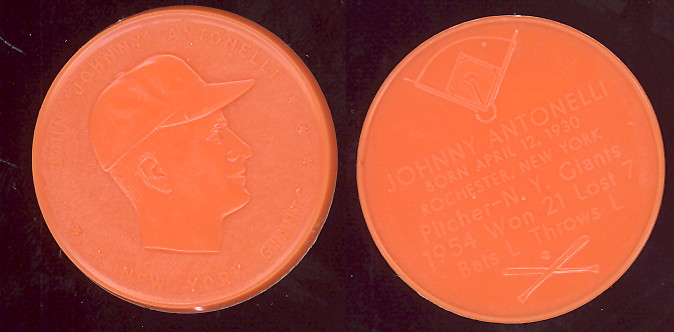 JOHNNY ANTONELLI
NEW YORK GIANTS
JOHNNY ANTONELLI
BORN APRIL 12, 1930
ROCHESTER, NEW YORK
Pitcher-N. Y. Giants
1954 Won 21 Lost 7
Bats L Throws L